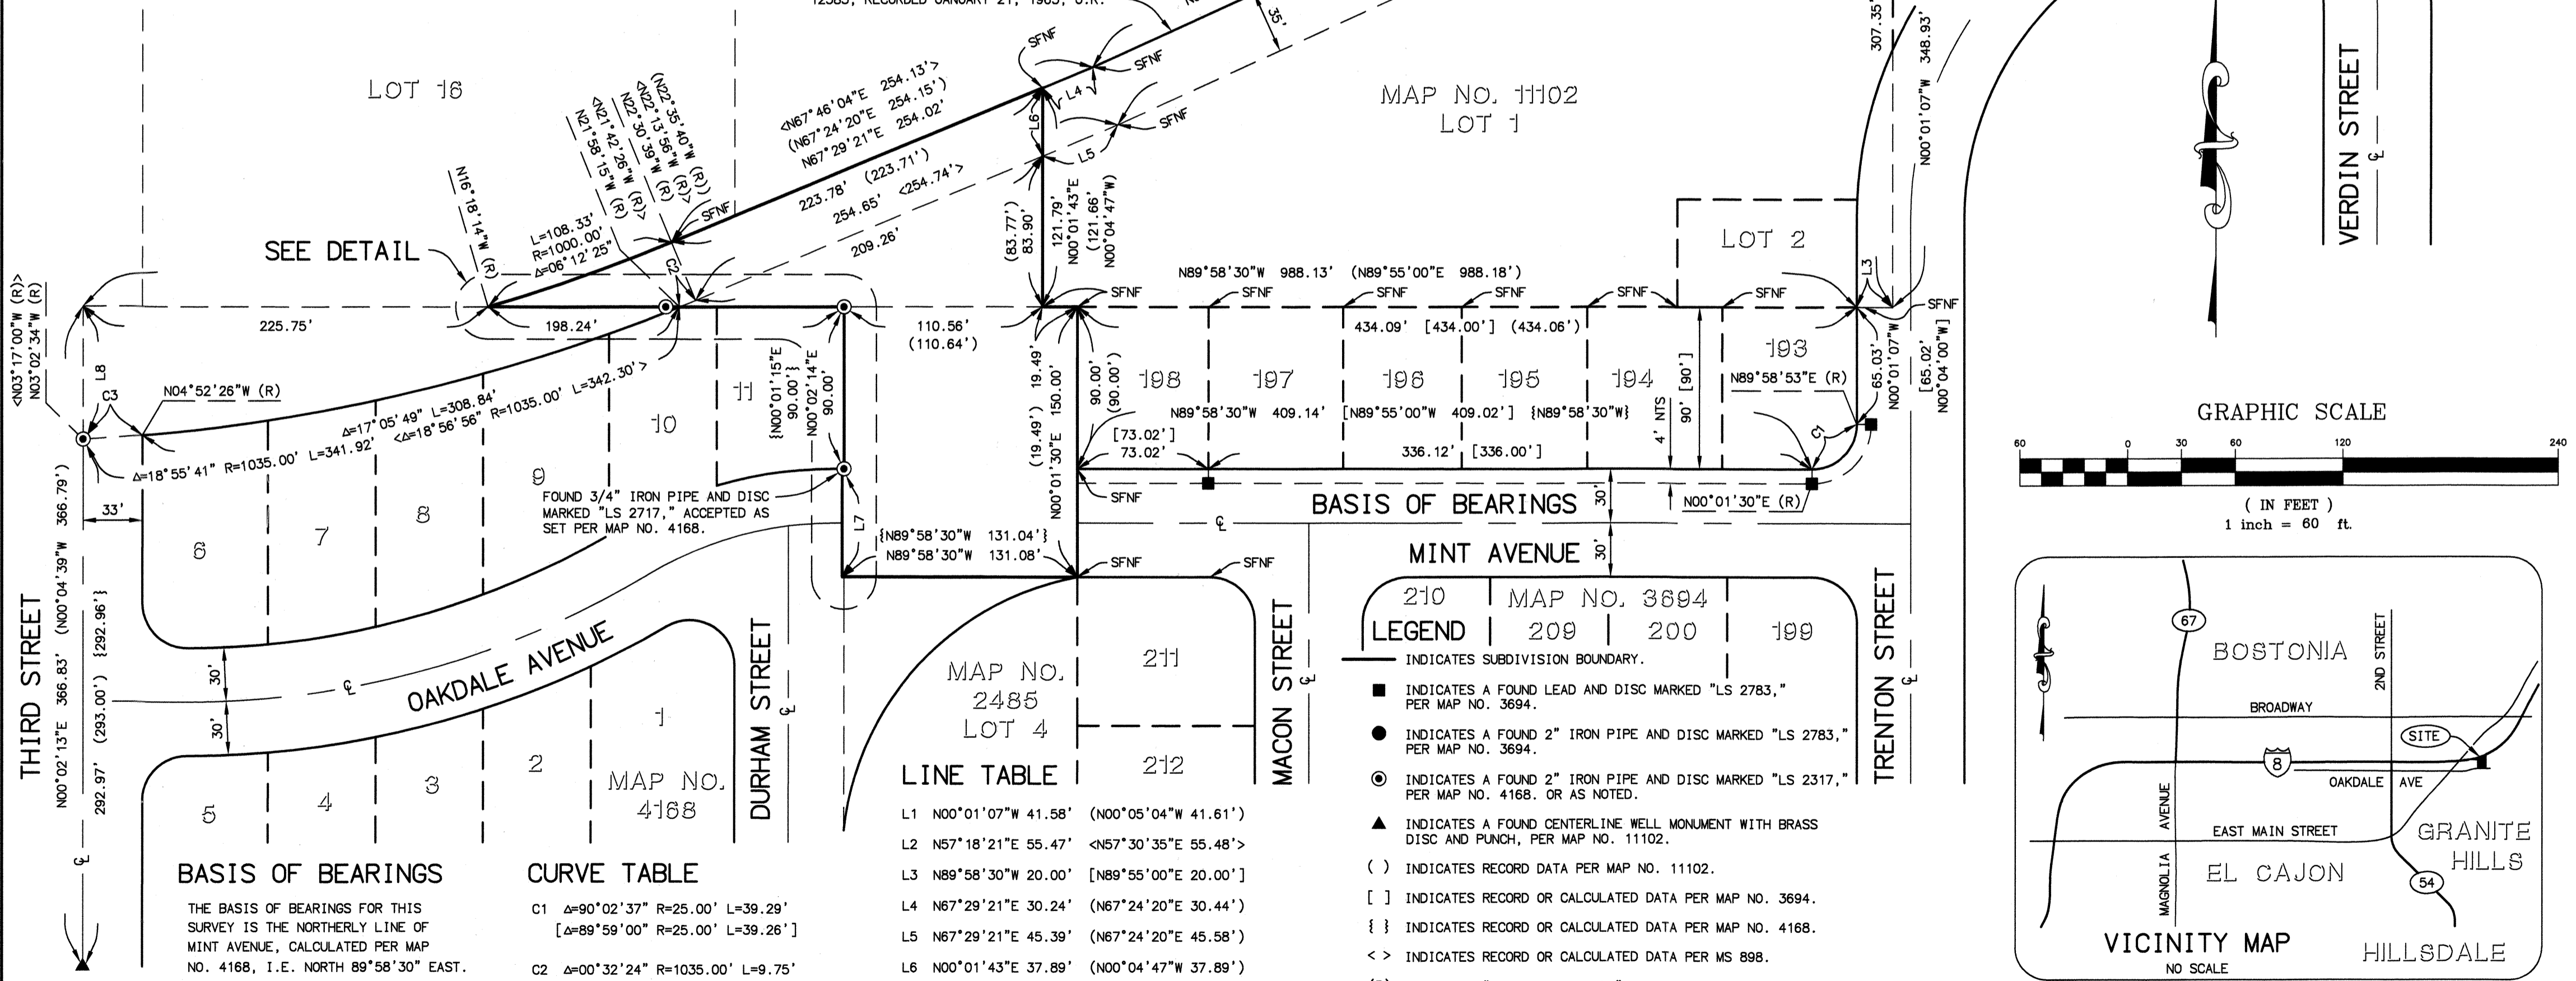 LOT 16
SEE DETAIL
<N67°46'04"E 254.13'>
(N67°24'20"E 254.15')
N67°29'21"E 254.02'
223.78' (223.71')
254.65' <254.74'>
209.26'
SFNF
SFNF
SFNF
SFNF
35'
L4
L5
L6
MAP NO. 11102
LOT 1
307.35'
N00°01'07"W 348.93'
VERDIN STREET
(N22°35'40"W (R))
<N22°13'56"W (R)>
N22°30'39"W (R)
<N21°42'26"W (R)>
N21°58'15"W (R)
N16°18'14"W (R)
L=108.33'
R=1000.00'
Δ=06°12'25"
C2
(83.77')
83.90'
121.79'
N00°01'43"E
(121.66'
N00°04'47"W)
LOT 2
L3
N89°58'30"W 988.13' (N89°55'00"E 988.18')
SFNF
SFNF
SFNF
SFNF
SFNF
SFNF
SFNF
<N03°17'00"W (R)>
N03°02'34"W (R)
225.75'
198.24'
110.56'
(110.64')
434.09' [434.00'] (434.06')
L8
C3
N04°52'26"W (R)
Δ=17°05'49" L=308.84'
<Δ=18°56'56" R=1035.00' L=342.30'>
Δ=18°55'41" R=1035.00' L=341.92'
{N00°01'15"E
90.00'}
N00°02'14"E
90.00'
(19.49') 19.49'
N00°01'30"E 150.00'
90.00'
(90.00')
198
197
196
195
194
193
N89°58'53"E (R)
65.03'
N00°01'07"W
[65.02'
N00°04'00"W]
N89°58'30"W 409.14' [N89°55'00"W 409.02'] {N89°58'30"W}
[73.02']
73.02'
336.12' [336.00']
4' NTS
90' [90']
SFNF
BASIS OF BEARINGS
N00°01'30"E (R)
30'
30'
MINT AVENUE
33'
6
7
8
9
10
11
FOUND 3/4" IRON PIPE AND DISC
MARKED "LS 2717," ACCEPTED AS
SET PER MAP NO. 4168.
L7
{N89°58'30"W 131.04'}
N89°58'30"W 131.08'
SFNF
SFNF
THIRD STREET
N00°02'13"E 366.83' (N00°04'39"W 366.79')
292.97' (293.00') {292.96'}
30'
30'
OAKDALE AVENUE
5
4
3
2
1
MAP NO.
4168
DURHAM STREET
MAP NO.
2485
LOT 4
211
212
MACON STREET
210
MAP NO. 3694
209
200
199
TRENTON STREET
GRAPHIC SCALE
60 0 30 60 120 240
( IN FEET )
1 inch = 60 ft.
LEGEND
INDICATES SUBDIVISION BOUNDARY.
INDICATES A FOUND LEAD AND DISC MARKED "LS 2783,"
PER MAP NO. 3694.
INDICATES A FOUND 2" IRON PIPE AND DISC MARKED "LS 2783,"
PER MAP NO. 3694.
INDICATES A FOUND 2" IRON PIPE AND DISC MARKED "LS 2317,"
PER MAP NO. 4168. OR AS NOTED.
INDICATES A FOUND CENTERLINE WELL MONUMENT WITH BRASS
DISC AND PUNCH, PER MAP NO. 11102.
( ) INDICATES RECORD DATA PER MAP NO. 11102.
[ ] INDICATES RECORD OR CALCULATED DATA PER MAP NO. 3694.
{ } INDICATES RECORD OR CALCULATED DATA PER MAP NO. 4168.
< > INDICATES RECORD OR CALCULATED DATA PER MS 898.
BASIS OF BEARINGS
THE BASIS OF BEARINGS FOR THIS
SURVEY IS THE NORTHERLY LINE OF
MINT AVENUE, CALCULATED PER MAP
NO. 4168, I.E. NORTH 89°58'30" EAST.
CURVE TABLE
C1 Δ=90°02'37" R=25.00' L=39.29'
[Δ=89°59'00" R=25.00' L=39.26']
C2 Δ=00°32'24" R=1035.00' L=9.75'
LINE TABLE
L1 N00°01'07"W 41.58' (N00°05'04"W 41.61')
L2 N57°18'21"E 55.47' <N57°30'35"E 55.48'>
L3 N89°58'30"W 20.00' [N89°55'00"E 20.00']
L4 N67°29'21"E 30.24' (N67°24'20"E 30.44')
L5 N67°29'21"E 45.39' (N67°24'20"E 45.58')
L6 N00°01'43"E 37.89' (N00°04'47"W 37.89')
67
BOSTONIA
2ND STREET
BROADWAY
SITE
8
OAKDALE AVE
MAGNOLIA AVENUE
EAST MAIN STREET
GRANITE
HILLS
EL CAJON
54
VICINITY MAP
NO SCALE
HILLSDALE